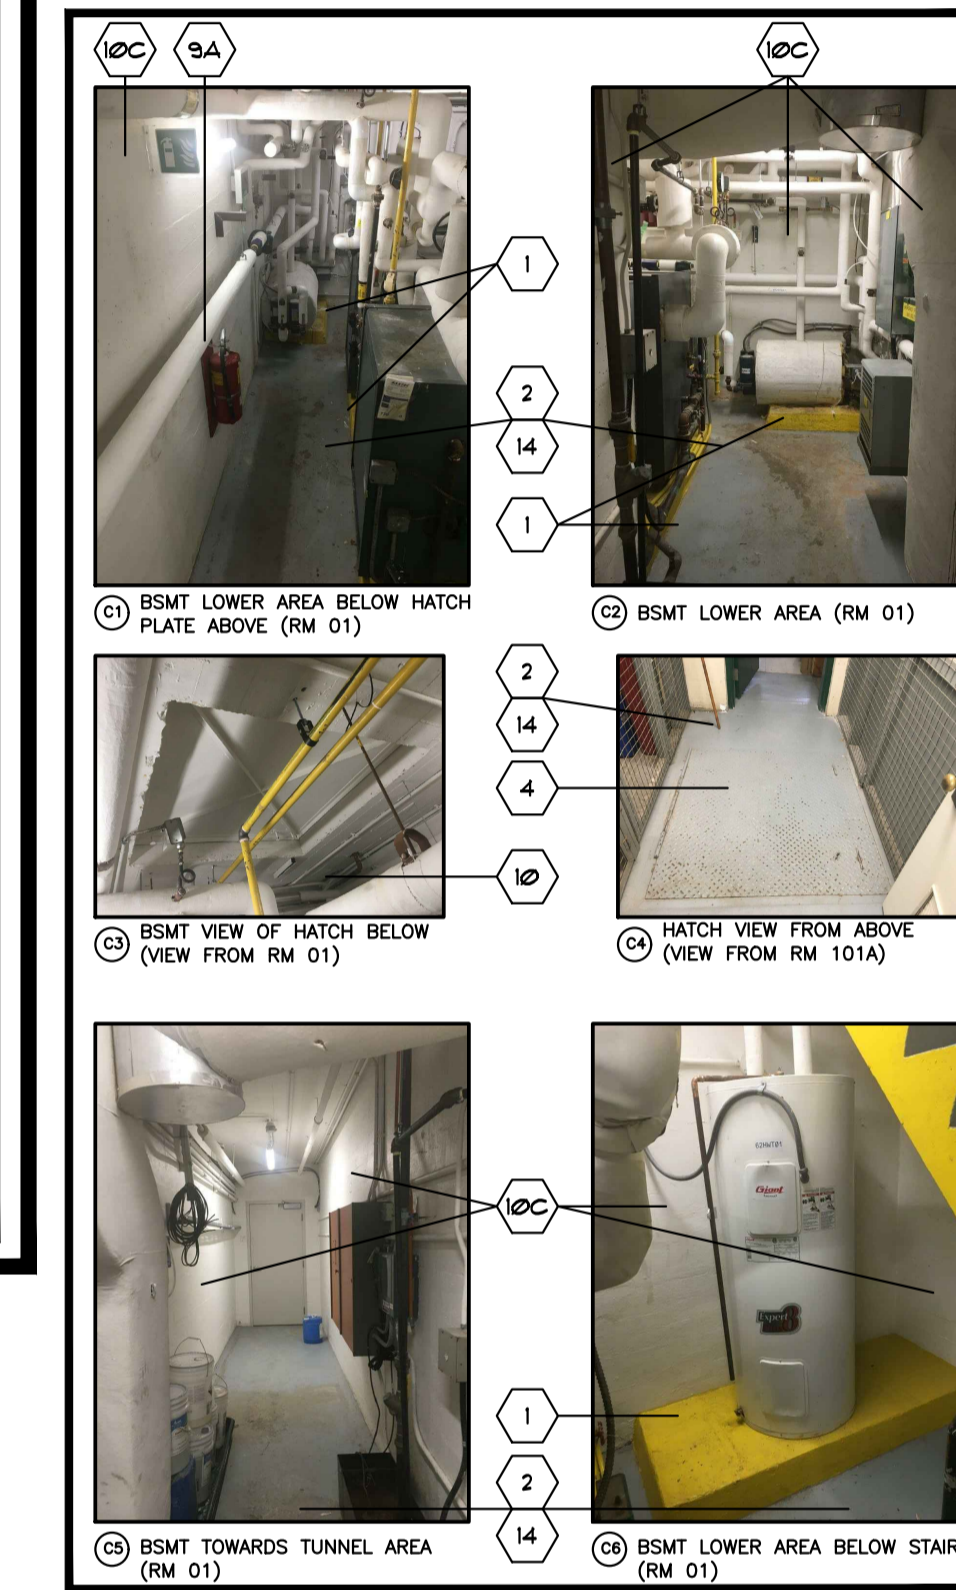 10C 9A 10C
1
2
14
1
C1 BSMT LOWER AREA BELOW HATCH
PLATE ABOVE (RM 01)
C2 BSMT LOWER AREA (RM 01)
2
14
4
10
C3 BSMT VIEW OF HATCH BELOW
(VIEW FROM RM 01)
C4 HATCH VIEW FROM ABOVE
(VIEW FROM RM 101A)
62HWT01
Giant
10C
Expert
1
2
14
C5 BSMT TOWARDS TUNNEL AREA
(RM 01)
C6 BSMT LOWER AREA BELOW STAIR
(RM 01)